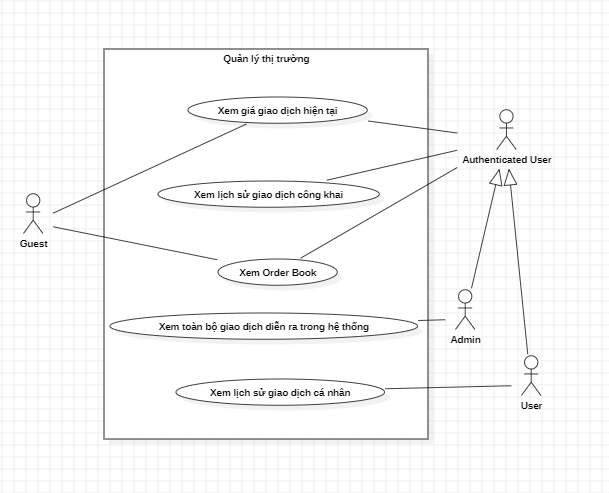 Quản lý thị trường
Xem giá giao dịch hiện tại
Authenticated User
Xem lịch sử giao dịch công khai
Guest
Xem Order Book
Xem toàn bộ giao dịch diễn ra trong hệ thống
Admin
Xem lịch sử giao dịch cá nhân
User